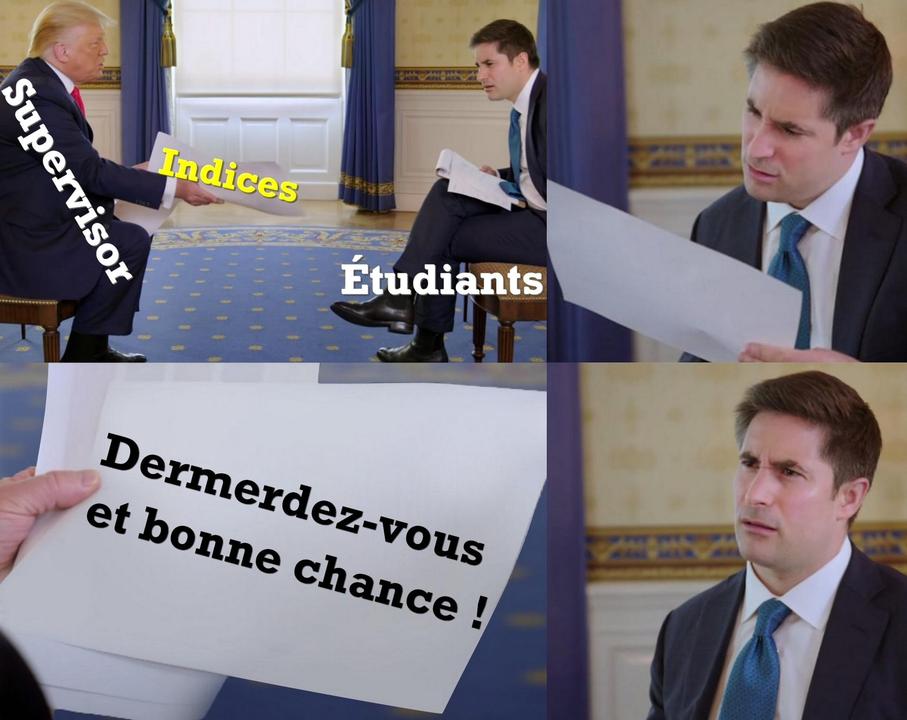 Supervisor
Indices
Étudiants
Dermerdez-vous
et bonne chance !